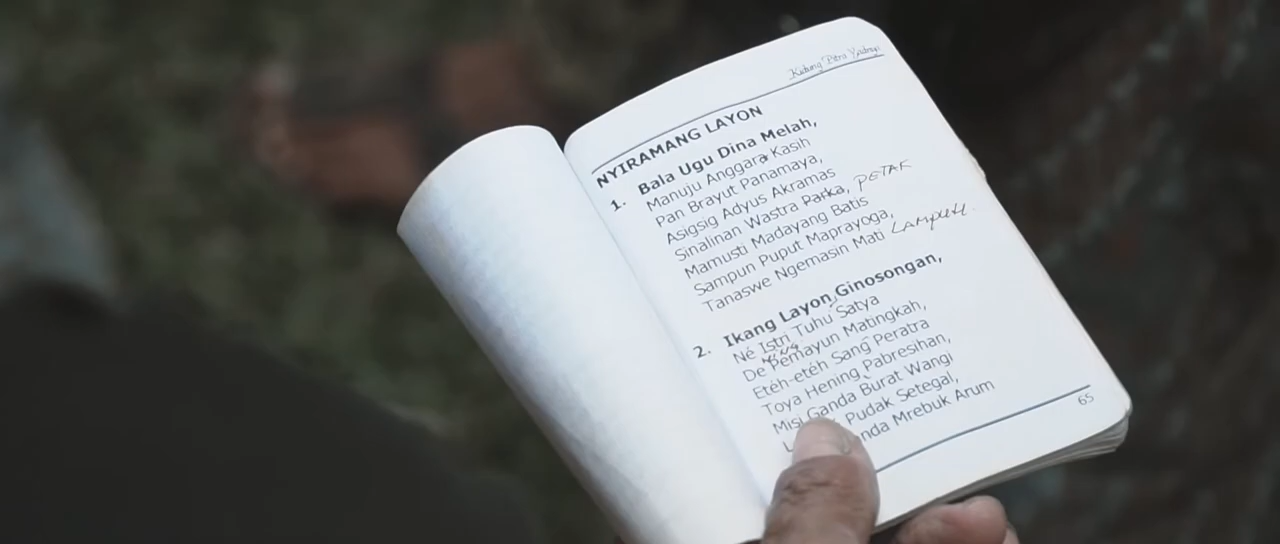 Kidung Pitra Yadnya
NYIRAMANG LAYON
1. Bala Ugu Dina Melah,
Manuju Anggara Kasih
Pan Brayut Panamaya,
Asigsig Adyus Akramas
Sinalinan Wastra Parka, PETAK
Mamusti Madayang Batis
Sampun Puput Maprayoga,
Tanaswe Ngemasin Mati LAMPUH.
2. Ikang Layon Ginosongan,
Né Istri Tuhu Satya
De Pemayun Matingkah,
Etéh-etéh Sang Peratra
Toya Hening Pabresihan,
Misi Ganda Burat Wangi
Pudak Setegal,
Mrebuk Arum
65